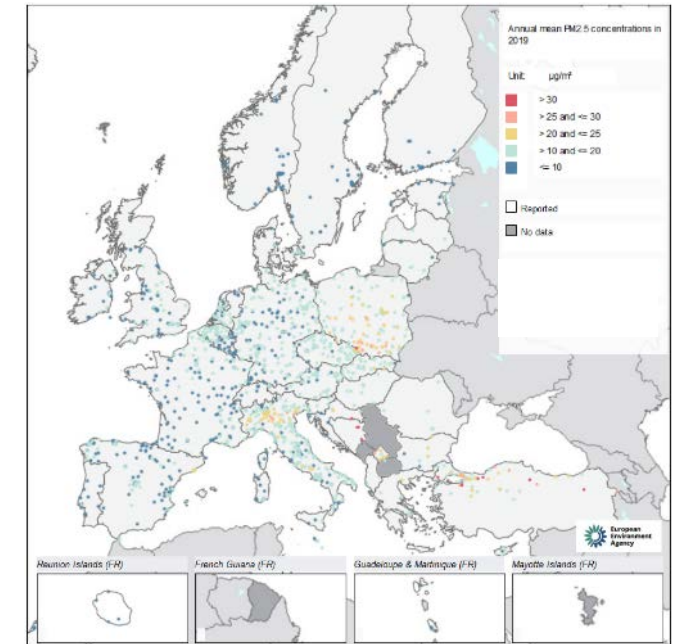 Annual mean PM2.5 concentrations in
2019
Unit: µg/m³
> 30
> 25 and <= 30
> 20 and <= 25
> 10 and <= 20
<= 10
Reported
No data
European
Environment
Agency
Reunion Islands (FR)
French Guiana (FR)
Guadeloupe & Martinique (FR)
Mayotte Islands (FR)